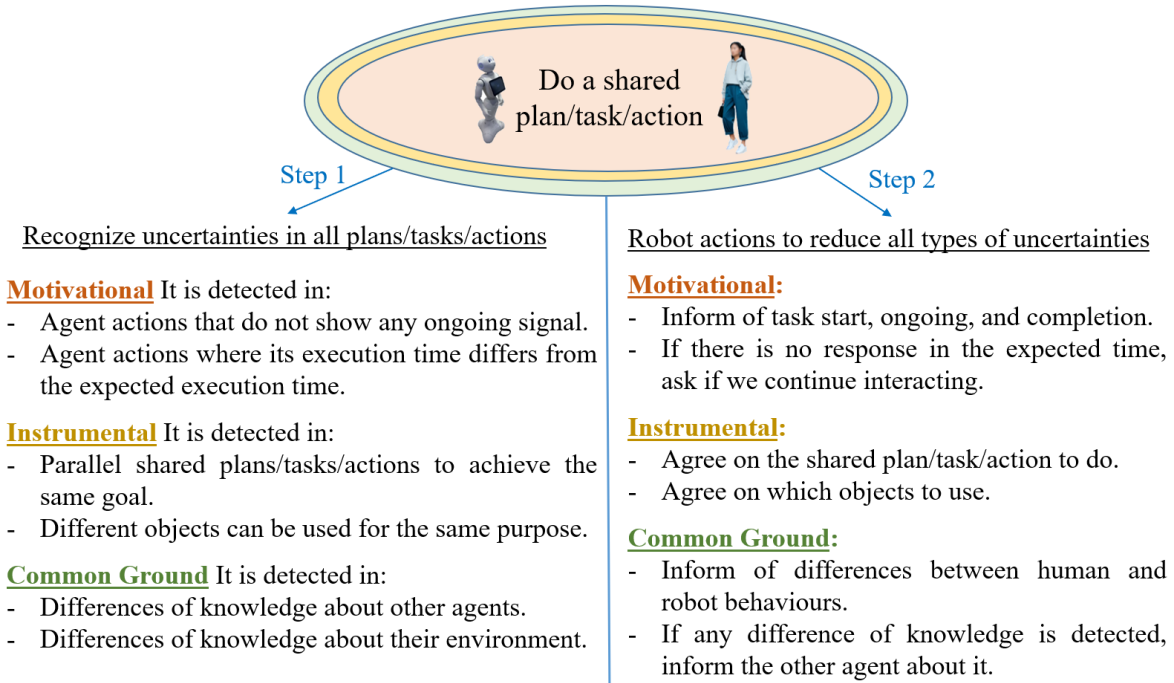 Do a shared
plan/task/action
Step 1
Step 2
Recognize uncertainties in all plans/tasks/actions
Motivational It is detected in:
- Agent actions that do not show any ongoing signal.
- Agent actions where its execution time differs from
the expected execution time.
Instrumental It is detected in:
- Parallel shared plans/tasks/actions to achieve the
same goal.
- Different objects can be used for the same purpose.
Common Ground It is detected in:
- Differences of knowledge about other agents.
- Differences of knowledge about their environment.
Robot actions to reduce all types of uncertainties
Motivational:
- Inform of task start, ongoing, and completion.
- If there is no response in the expected time,
ask if we continue interacting.
Instrumental:
- Agree on the shared plan/task/action to do.
- Agree on which objects to use.
Common Ground:
- Inform of differences between human and
robot behaviours.
- If any difference of knowledge is detected,
inform the other agent about it.